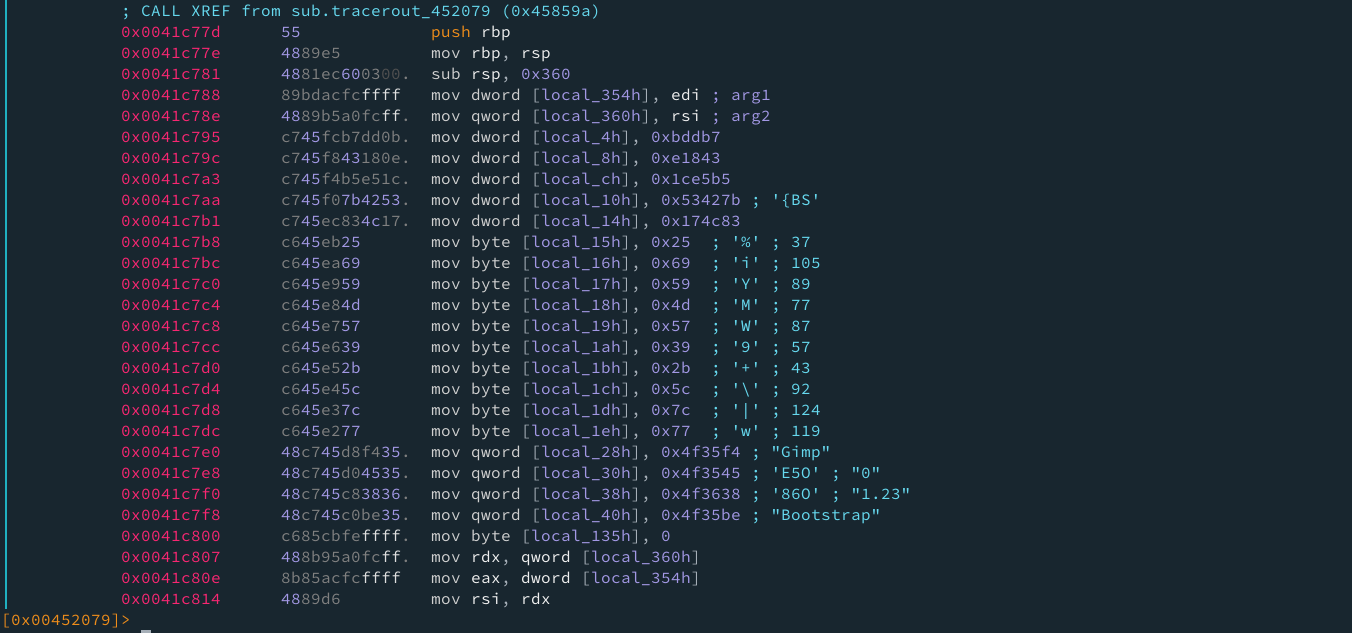 ; CALL XREF from sub.tracerout_452079 (0x45859a)
0x0041c77d      55             push rbp
0x0041c77e      4889e5         mov rbp, rsp
0x0041c781      4881ec600300.  sub rsp, 0x360
0x0041c788      89bdacfcffff   mov dword [local_354h], edi ; arg1
0x0041c78e      4889b5a0fcff.  mov qword [local_360h], rsi ; arg2
0x0041c795      c745fcb7dd0b.  mov dword [local_4h], 0xbddb7
0x0041c79c      c745f843180e.  mov dword [local_8h], 0xe1843
0x0041c7a3      c745f4b5e51c.  mov dword [local_ch], 0x1ce5b5
0x0041c7aa      c745f07b4253.  mov dword [local_10h], 0x53427b ; '{BS'
0x0041c7b1      c745ec834c17.  mov dword [local_14h], 0x174c83
0x0041c7b8      c645eb25       mov byte [local_15h], 0x25  ; '%' ; 37
0x0041c7bc      c645ea69       mov byte [local_16h], 0x69  ; 'i' ; 105
0x0041c7c0      c645e959       mov byte [local_17h], 0x59  ; 'Y' ; 89
0x0041c7c4      c645e84d       mov byte [local_18h], 0x4d  ; 'M' ; 77
0x0041c7c8      c645e757       mov byte [local_19h], 0x57  ; 'W' ; 87
0x0041c7cc      c645e639       mov byte [local_1ah], 0x39  ; '9' ; 57
0x0041c7d0      c645e52b       mov byte [local_1bh], 0x2b  ; '+' ; 43
0x0041c7d4      c645e45c       mov byte [local_1ch], 0x5c  ; '\' ; 92
0x0041c7d8      c645e37c       mov byte [local_1dh], 0x7c  ; '|' ; 124
0x0041c7dc      c645e277       mov byte [local_1eh], 0x77  ; 'w' ; 119
0x0041c7e0      48c745d8f435.  mov qword [local_28h], 0x4f35f4 ; "Gimp"
0x0041c7e8      48c745d04535.  mov qword [local_30h], 0x4f3545 ; 'E5O' ; "0"
0x0041c7f0      48c745c83836.  mov qword [local_38h], 0x4f3638 ; '86O' ; "1.23"
0x0041c7f8      48c745c0be35.  mov qword [local_40h], 0x4f35be ; "Bootstrap"
0x0041c800      c685cbfeffff.  mov byte [local_135h], 0
0x0041c807      488b95a0fcff.  mov rdx, qword [local_360h]
0x0041c80e      8b85acfcffff   mov eax, dword [local_354h]
0x0041c814      4889d6         mov rsi, rdx
[0x00452079]>